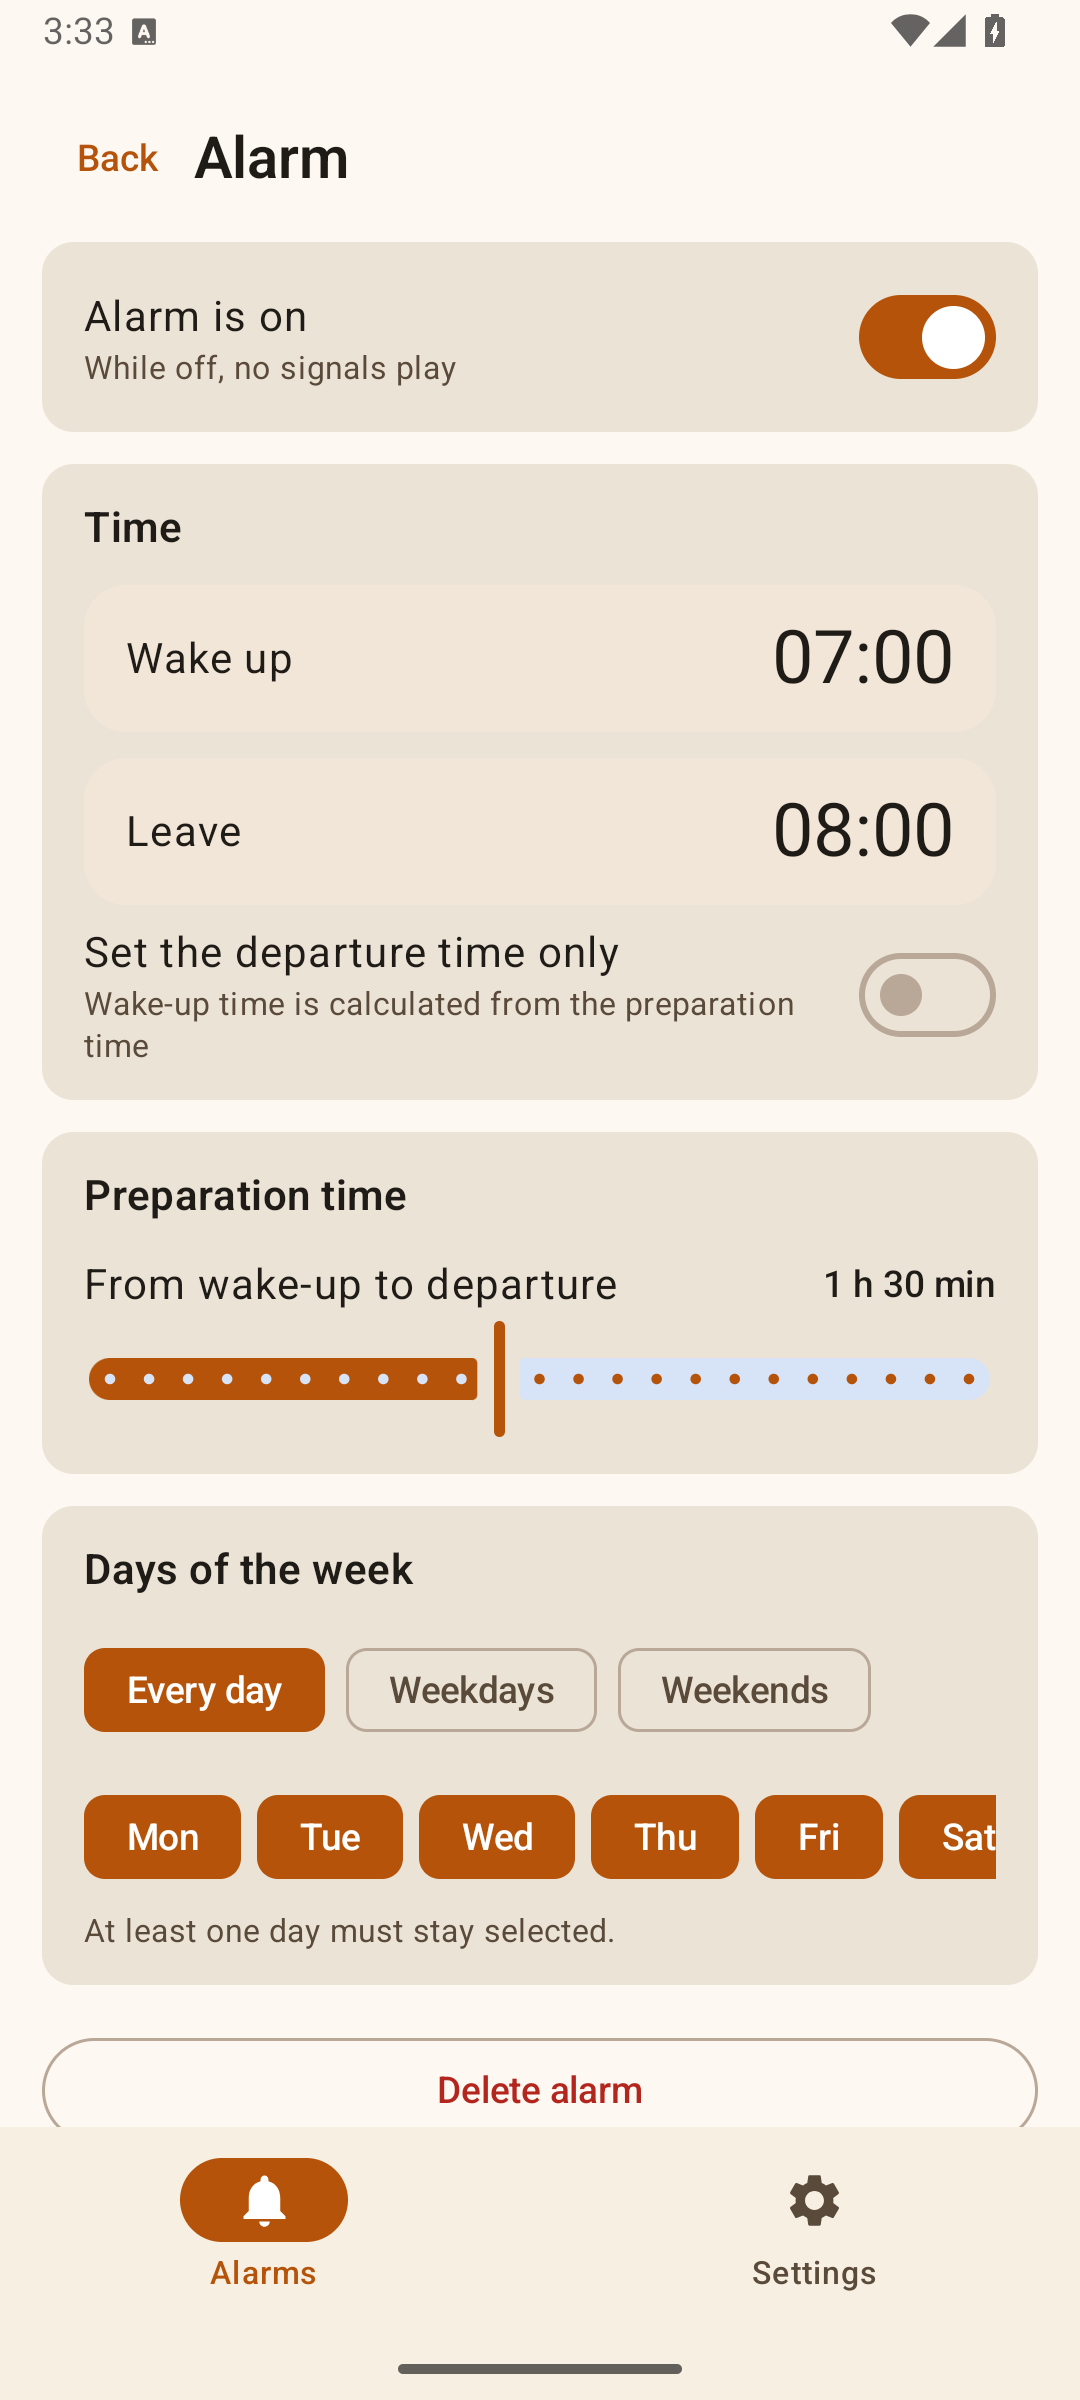 3:33
Back Alarm
Alarm is on
While off, no signals play
Time
Wake up 07:00
Leave 08:00
Set the departure time only
Wake-up time is calculated from the preparation
time
Preparation time
From wake-up to departure 1 h 30 min
Days of the week
Every day Weekdays Weekends
Mon Tue Wed Thu Fri Sat
At least one day must stay selected.
Delete alarm
Alarms Settings